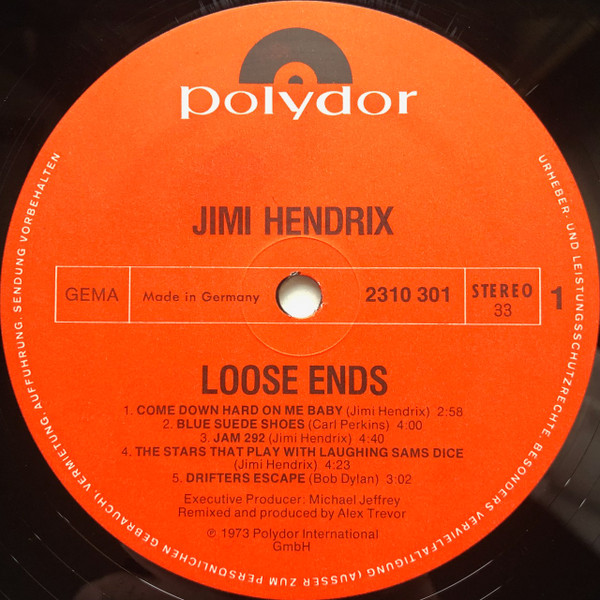 polydor
JIMI HENDRIX
GEMA
Made in Germany
2310 301
STEREO
33
1
LOOSE ENDS
1. COME DOWN HARD ON ME BABY (Jimi Hendrix) 2:58
2. BLUE SUEDE SHOES (Carl Perkins) 4:00
3. JAM 292 (Jimi Hendrix) 4:40
4. THE STARS THAT PLAY WITH LAUGHING SAMS DICE
(Jimi Hendrix) 4:23
5. DRIFTERS ESCAPE (Bob Dylan) 3:02
Executive Producer: Michael Jeffrey
Remixed and produced by Alex Trevor
℗ 1973 Polydor International
GmbH
URHEBER- UND LEISTUNGSSCHUTZRECHTE, BESONDERS VERVIELFÄLTIGUNG (AUSSER ZUM PERSÖNLICHEN GEBRAUCH), VERMIETUNG, AUFFÜHRUNG, SENDUNG VORBEHALTEN